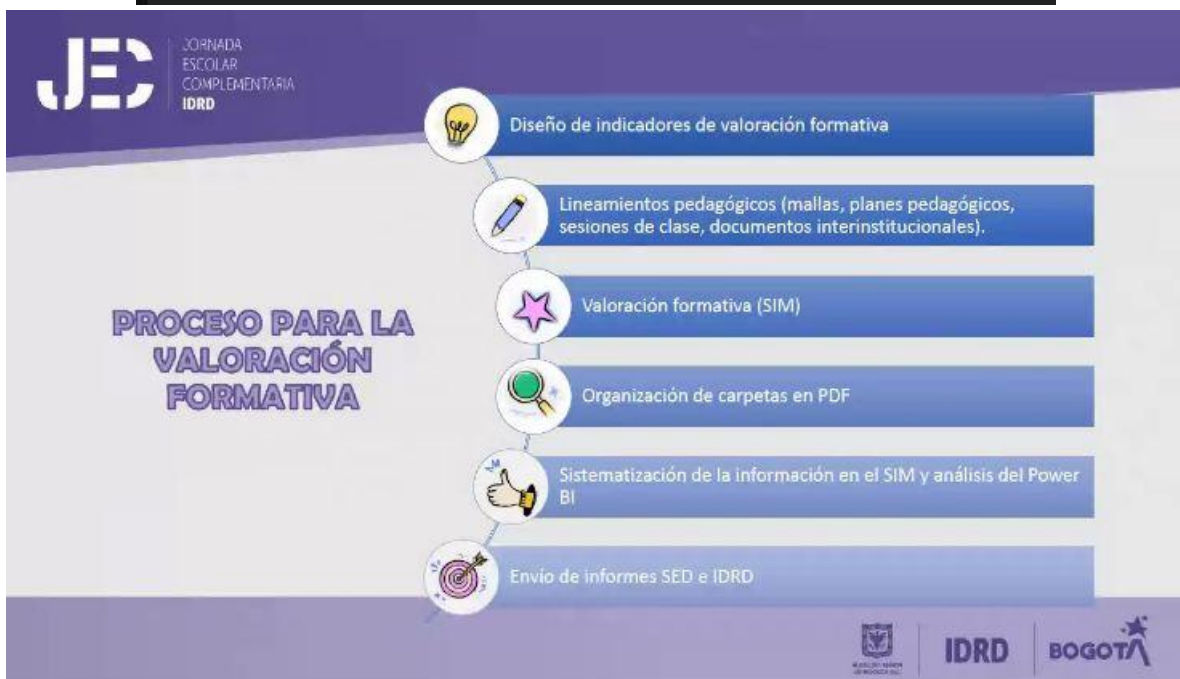 JEC
JORNADA
ESCOLAR
COMPLEMENTARIA
IDRD
Diseño de indicadores de valoración formativa
Lineamientos pedagógicos (mallas, planes pedagógicos,
sesiones de clase, documentos interinstitucionales).
Valoración formativa (SIM)
PROCESO PARA LA
VALORACIÓN
FORMATIVA
Organización de carpetas en PDF
Sistematización de la información en el SIM y análisis del Power
BI
Envío de informes SED e IDRD
IDRD
BOGOTÁ